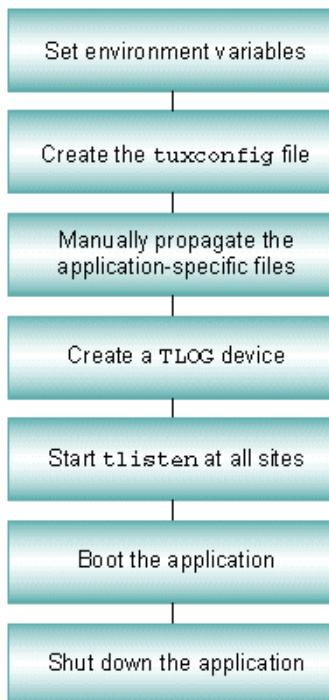 Set environment variables
Create the tuxconfig file
Manually propagate the
application-specific files
Create a TLOG device
Start tlisten at all sites
Boot the application
Shut down the application